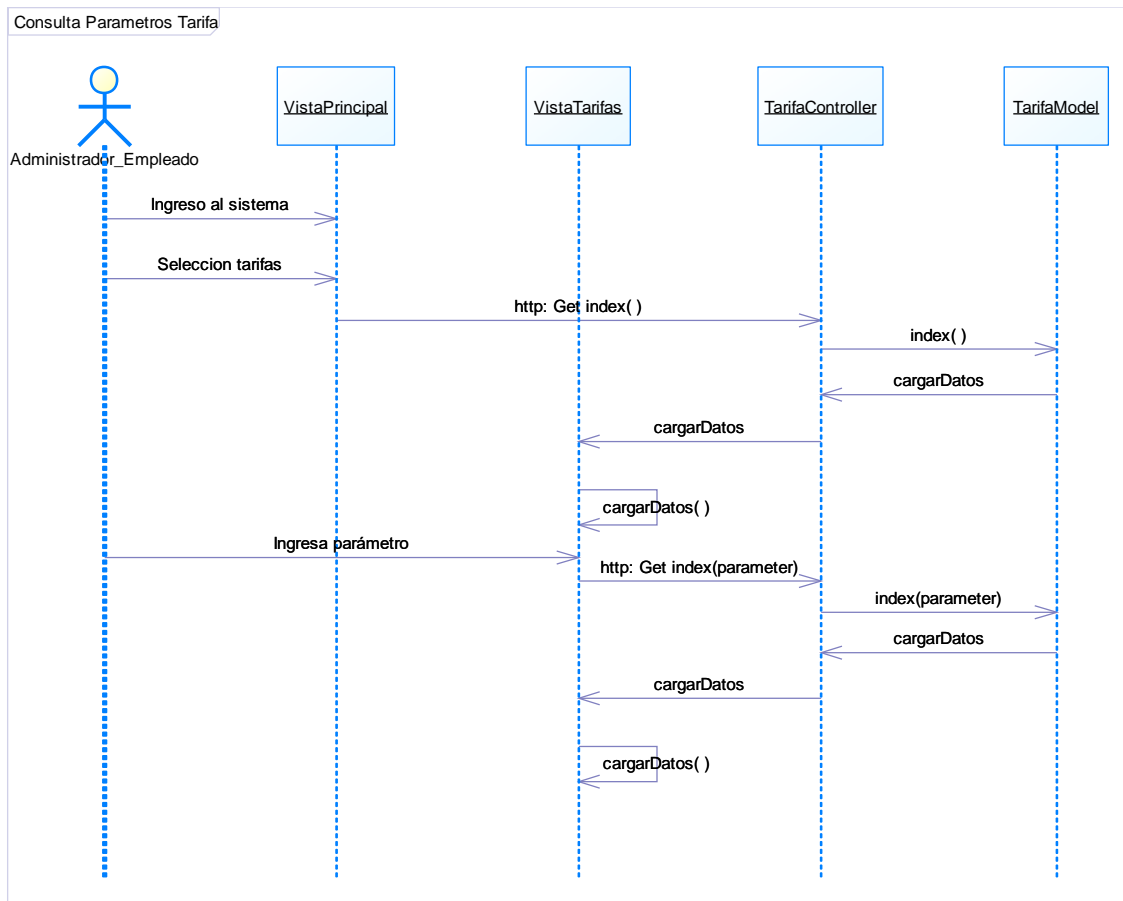 Consulta Parametros Tarifa
VistaPrincipal
VistaTarifas
TarifaController
TarifaModel
Administrador_Empleado
Ingreso al sistema
Seleccion tarifas
http: Get index( )
index( )
cargarDatos
cargarDatos
cargarDatos( )
Ingresa parámetro
http: Get index(parameter)
index(parameter)
cargarDatos
cargarDatos
cargarDatos( )